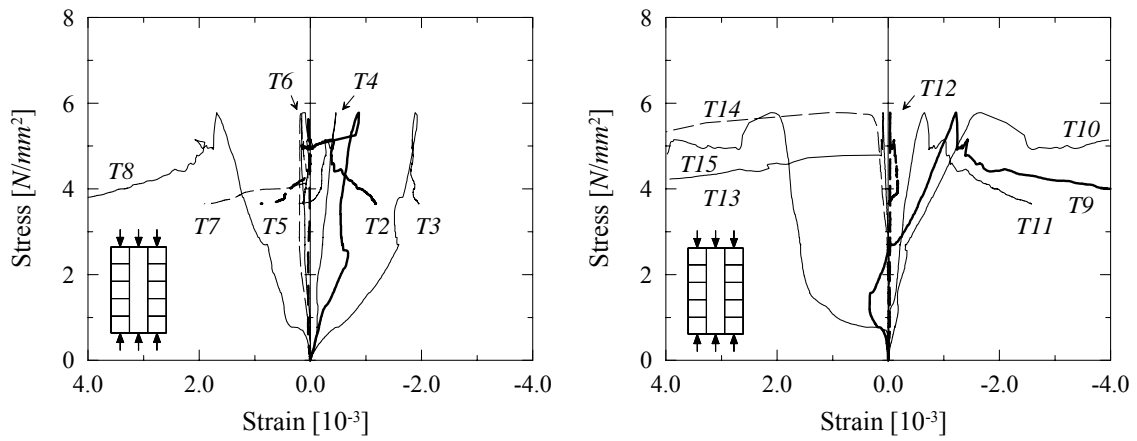 8
6
4
2
0
Stress [N/mm²]
T6
T4
T8
T7
T5
T2
T3
4.0
2.0
0.0
-2.0
-4.0
Strain [10⁻³]
8
6
4
2
0
Stress [N/mm²]
T12
T14
T10
T15
T13
T11
T9
4.0
2.0
0.0
-2.0
-4.0
Strain [10⁻³]